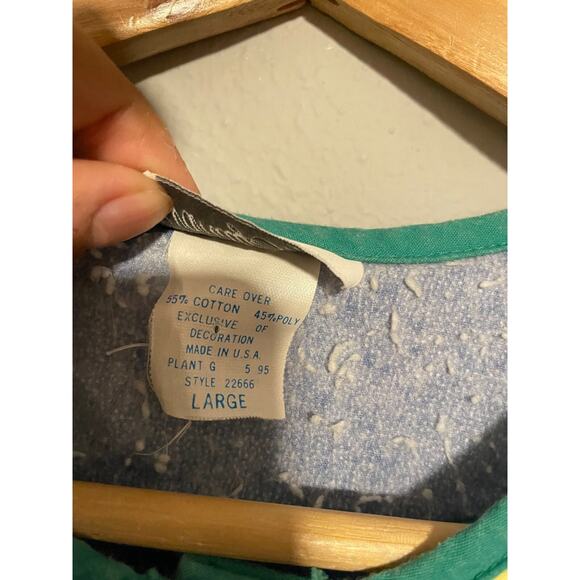 CARE OVER
55% COTTON 45% POLY
EXCLUSIVE OF
DECORATION
MADE IN U.S.A.
PLANT G 5 95
STYLE 22666
LARGE